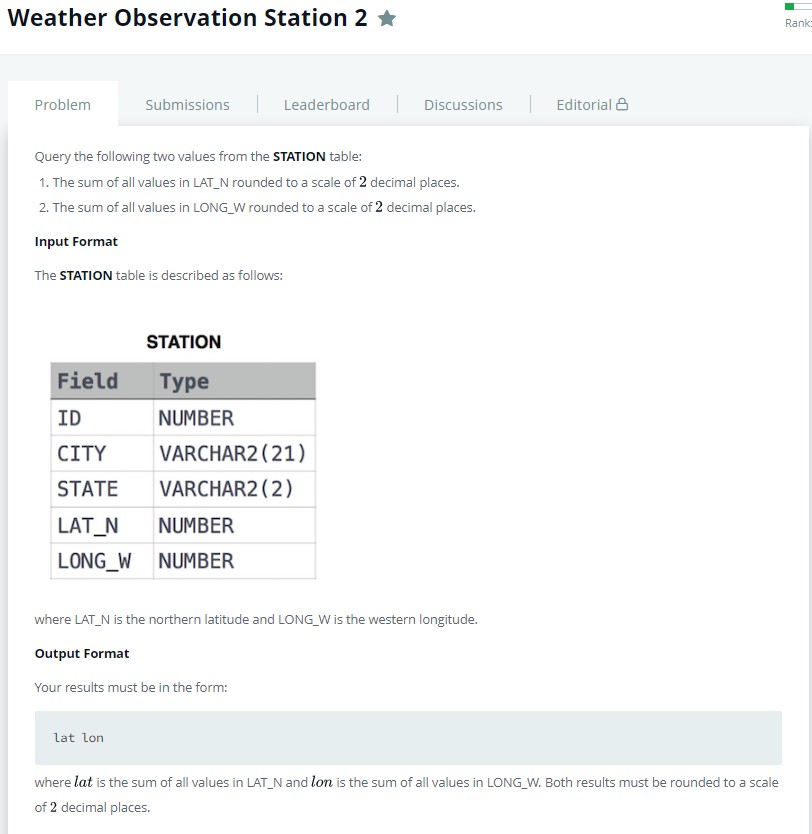 Weather Observation Station 2
Rank:
Problem Submissions Leaderboard Discussions Editorial
Query the following two values from the STATION table:
1. The sum of all values in LAT_N rounded to a scale of 2 decimal places.
2. The sum of all values in LONG_W rounded to a scale of 2 decimal places.
Input Format
The STATION table is described as follows:
STATION
Field Type
ID NUMBER
CITY VARCHAR2(21)
STATE VARCHAR2(2)
LAT_N NUMBER
LONG_W NUMBER
where LAT_N is the northern latitude and LONG_W is the western longitude.
Output Format
Your results must be in the form:
lat lon
where lat is the sum of all values in LAT_N and lon is the sum of all values in LONG_W. Both results must be rounded to a scale
of 2 decimal places.